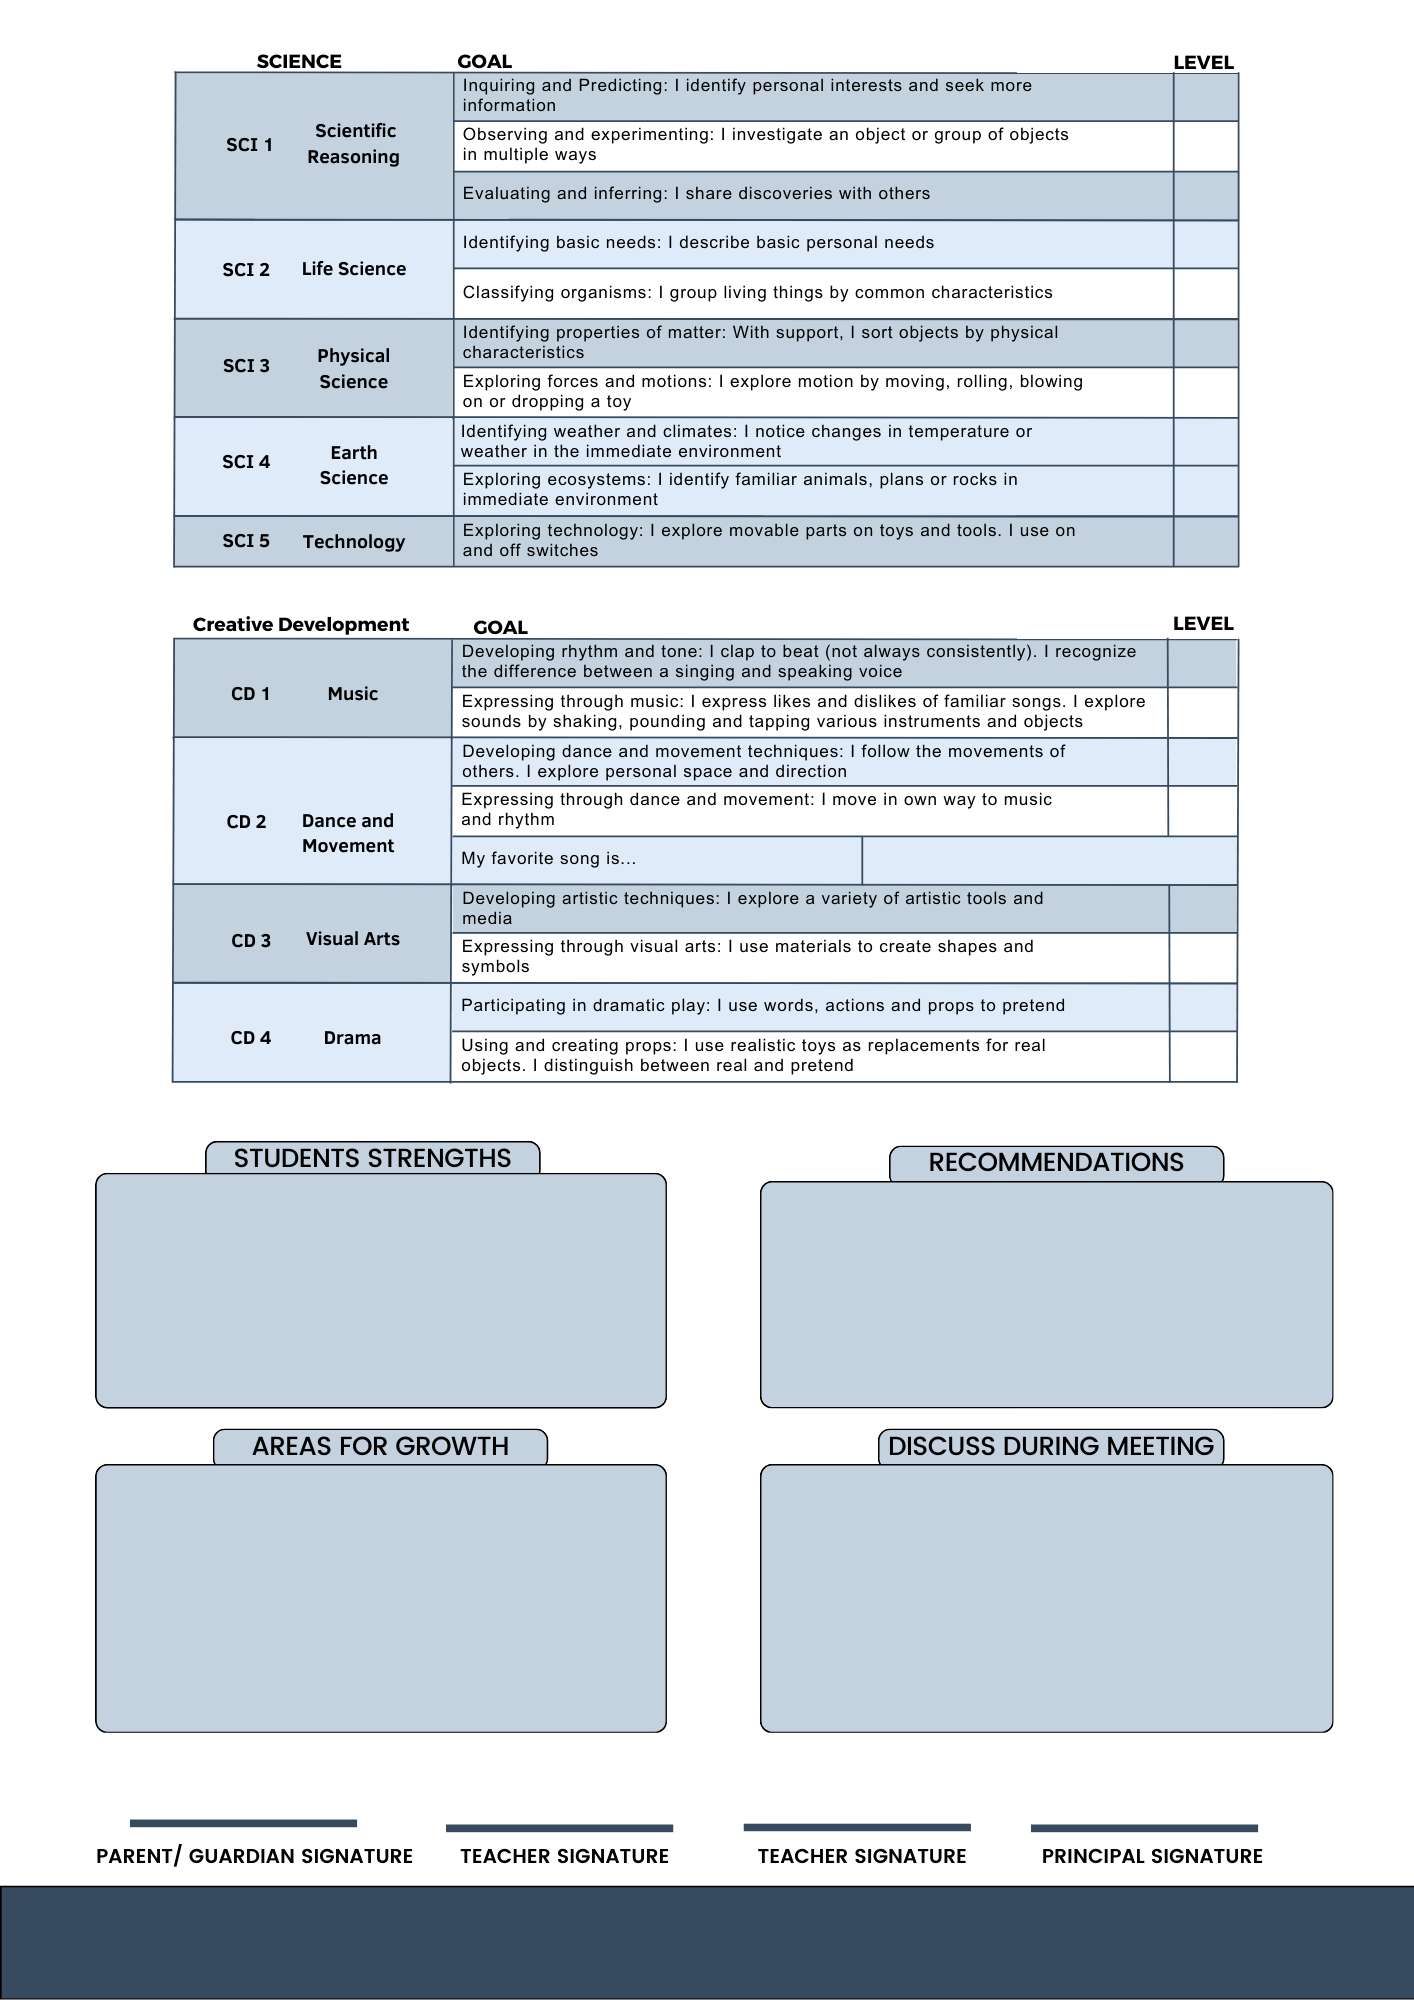 SCIENCE GOAL LEVEL
SCI 1 Scientific
Reasoning
Inquiring and Predicting: I identify personal interests and seek more
information
Observing and experimenting: I investigate an object or group of objects
in multiple ways
Evaluating and inferring: I share discoveries with others
SCI 2 Life Science
Identifying basic needs: I describe basic personal needs
Classifying organisms: I group living things by common characteristics
SCI 3 Physical
Science
Identifying properties of matter: With support, I sort objects by physical
characteristics
Exploring forces and motions: I explore motion by moving, rolling, blowing
on or dropping a toy
SCI 4 Earth
Science
Identifying weather and climates: I notice changes in temperature or
weather in the immediate environment
Exploring ecosystems: I identify familiar animals, plans or rocks in
immediate environment
SCI 5 Technology
Exploring technology: I explore movable parts on toys and tools. I use on
and off switches
Creative Development GOAL LEVEL
CD 1 Music
Developing rhythm and tone: I clap to beat (not always consistently). I recognize
the difference between a singing and speaking voice
Expressing through music: I express likes and dislikes of familiar songs. I explore
sounds by shaking, pounding and tapping various instruments and objects
CD 2 Dance and
Movement
Developing dance and movement techniques: I follow the movements of
others. I explore personal space and direction
Expressing through dance and movement: I move in own way to music
and rhythm
My favorite song is...
CD 3 Visual Arts
Developing artistic techniques: I explore a variety of artistic tools and
media
Expressing through visual arts: I use materials to create shapes and
symbols
CD 4 Drama
Participating in dramatic play: I use words, actions and props to pretend
Using and creating props: I use realistic toys as replacements for real
objects. I distinguish between real and pretend
STUDENTS STRENGTHS
RECOMMENDATIONS
AREAS FOR GROWTH
DISCUSS DURING MEETING
PARENT/ GUARDIAN SIGNATURE TEACHER SIGNATURE TEACHER SIGNATURE PRINCIPAL SIGNATURE